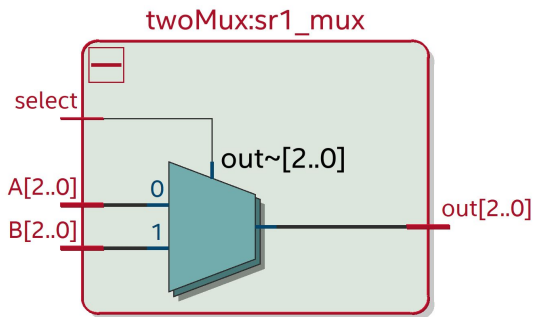 twoMux:sr1_mux
select
out~[2..0]
A[2..0]
0
out[2..0]
B[2..0]
1